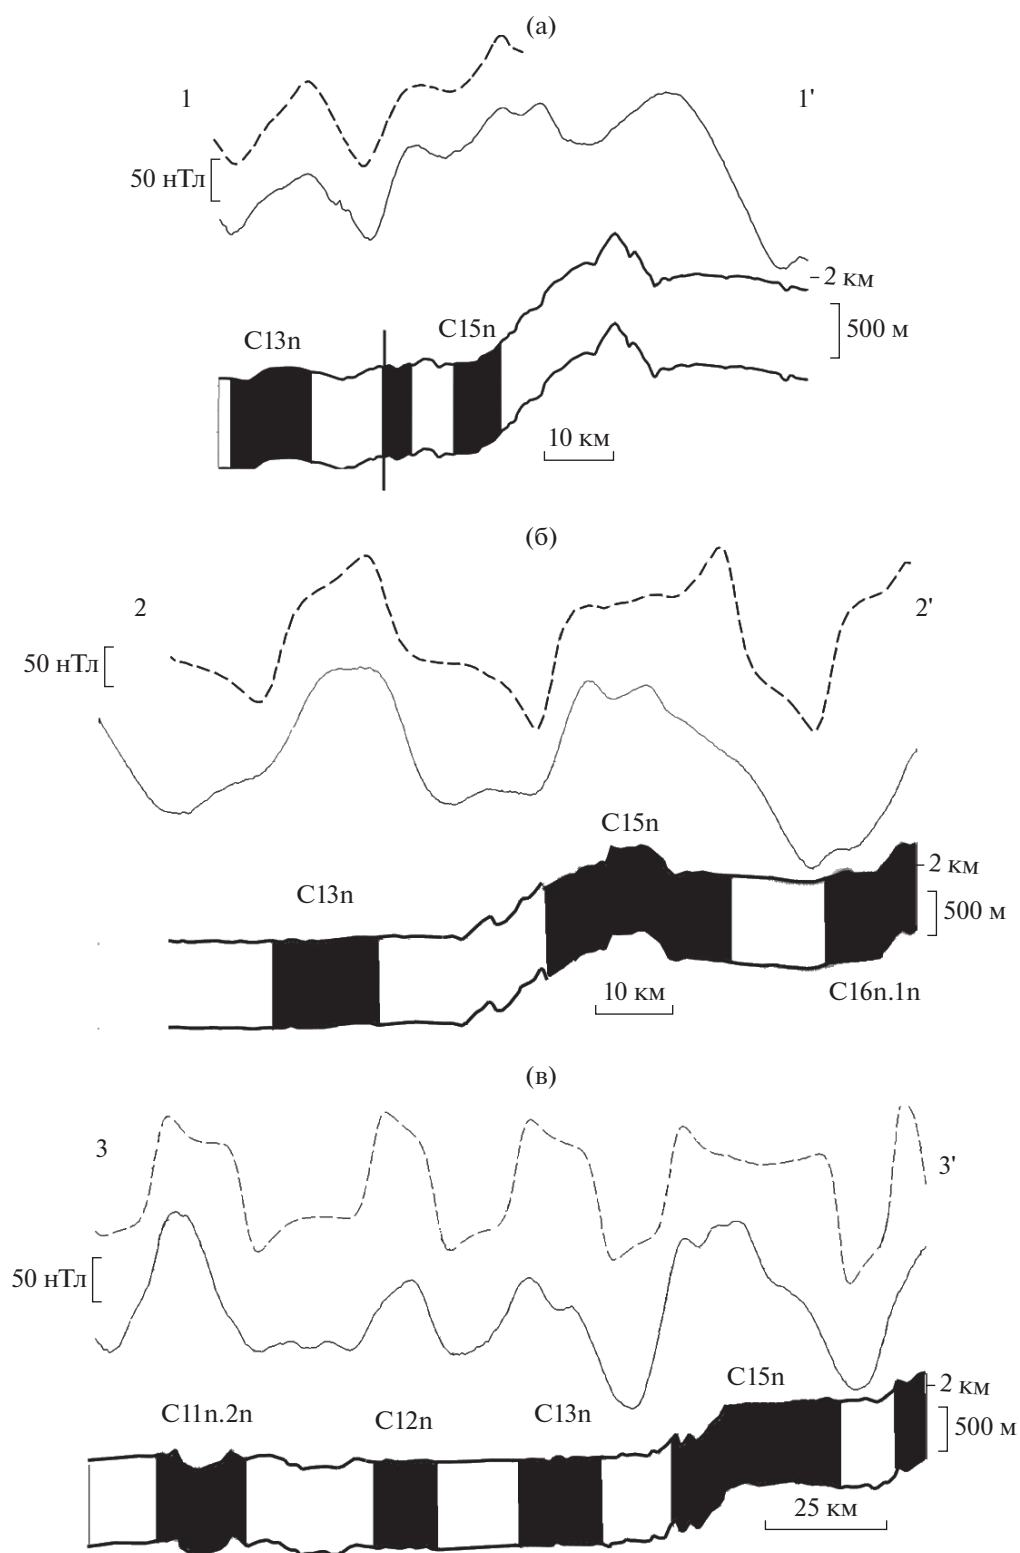 (а)
1
1'
50 нТл
2 км
500 м
C13n
C15n
10 км
(б)
2
2'
50 нТл
C15n
2 км
C13n
500 м
10 км
C16n.1n
(в)
3
3'
50 нТл
C15n
2 км
C11n.2n
C12n
C13n
500 м
25 км